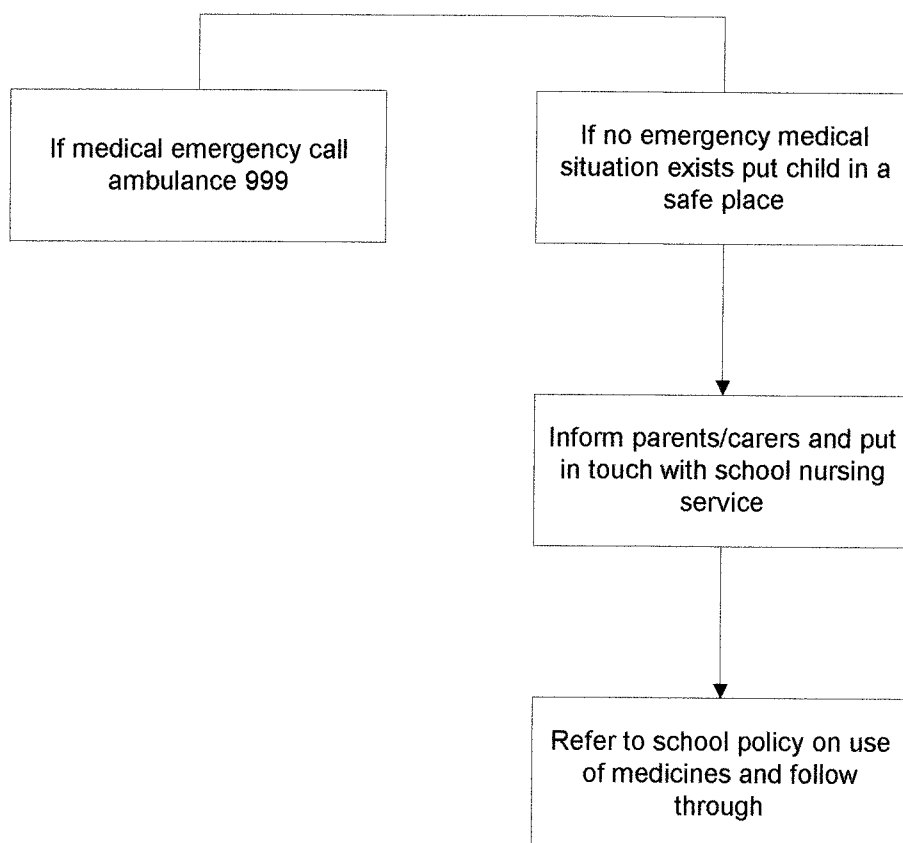 If medical emergency call
ambulance 999
If no emergency medical
situation exists put child in a
safe place
Inform parents/carers and put
in touch with school nursing
service
Refer to school policy on use
of medicines and follow
through